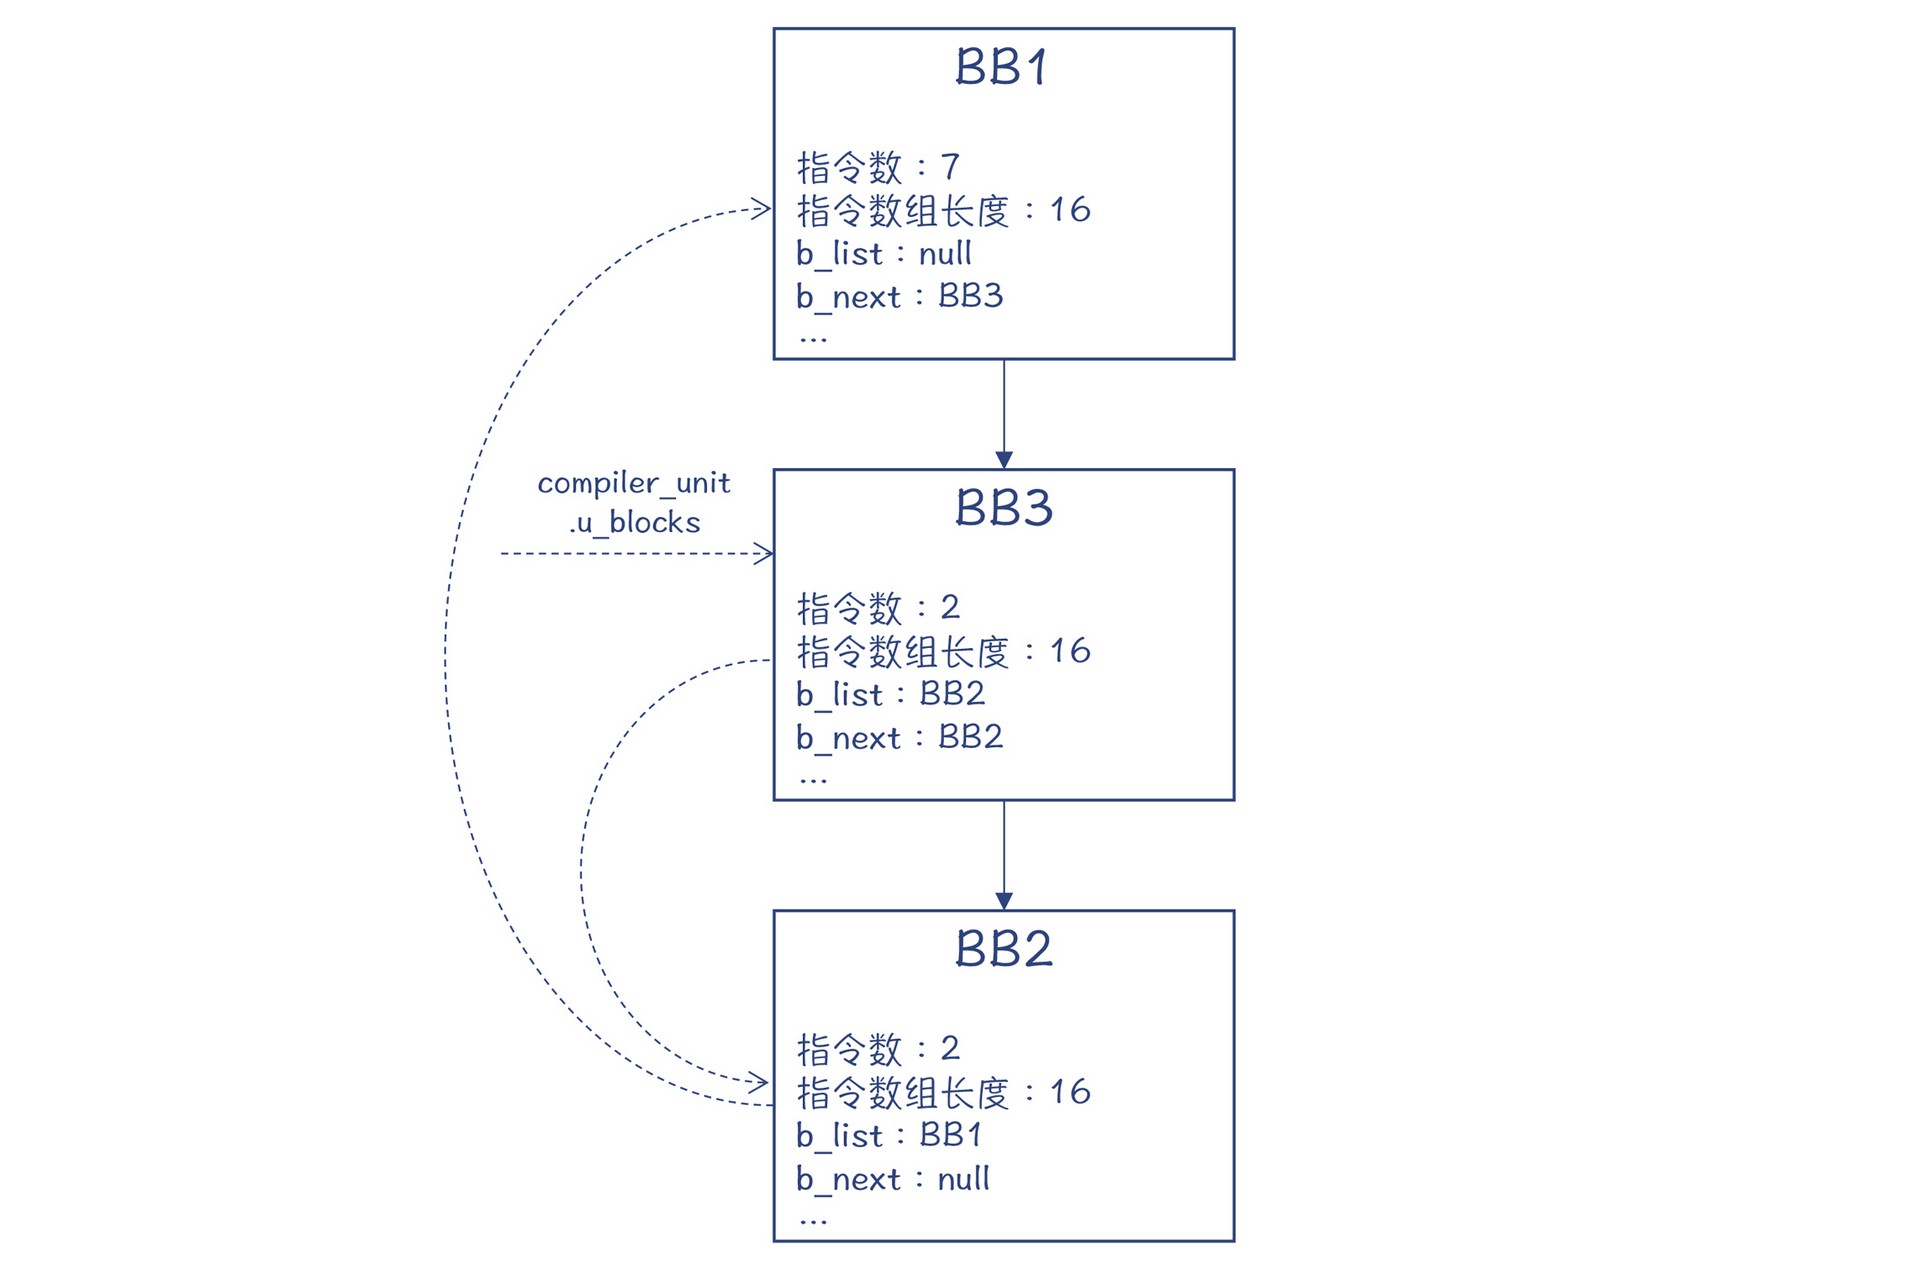 BB1
指令数：7
指令数组长度：16
b_list：null
b_next：BB3
...
compiler_unit
.u_blocks
BB3
指令数：2
指令数组长度：16
b_list：BB2
b_next：BB2
...
BB2
指令数：2
指令数组长度：16
b_list：BB1
b_next：null
...